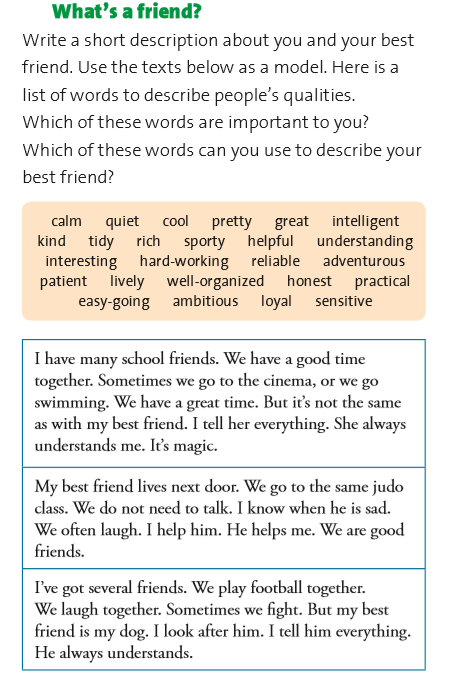 What's a friend?
Write a short description about you and your best
friend. Use the texts below as a model. Here is a
list of words to describe people's qualities.
Which of these words are important to you?
Which of these words can you use to describe your
best friend?
calm quiet cool pretty great intelligent
kind tidy rich sporty helpful understanding
interesting hard-working reliable adventurous
patient lively well-organized honest practical
easy-going ambitious loyal sensitive
I have many school friends. We have a good time
together. Sometimes we go to the cinema, or we go
swimming. We have a great time. But it's not the same
as with my best friend. I tell her everything. She always
understands me. It's magic.
My best friend lives next door. We go to the same judo
class. We do not need to talk. I know when he is sad.
We often laugh. I help him. He helps me. We are good
friends.
I've got several friends. We play football together.
We laugh together. Sometimes we fight. But my best
friend is my dog. I look after him. I tell him everything.
He always understands.